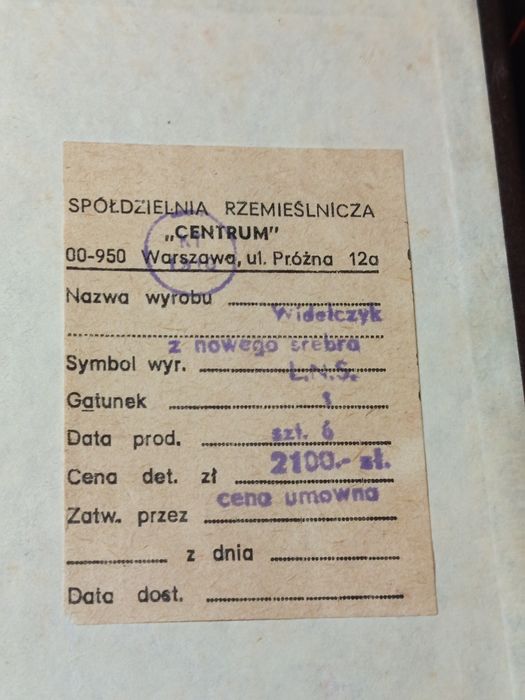 SPÓŁDZIELNIA RZEMIEŚLNICZA
„CENTRUM"
00-950 Warszawa, ul. Próżna 12a
Nazwa wyrobu
Widelczyk
z nowego srebra
Symbol wyr. L.N.S.
Gatunek 1
Data prod. szt. 6
Cena det. zł 2100.- zł.
cena umowna
Zatw. przez
z dnia
Data dost.